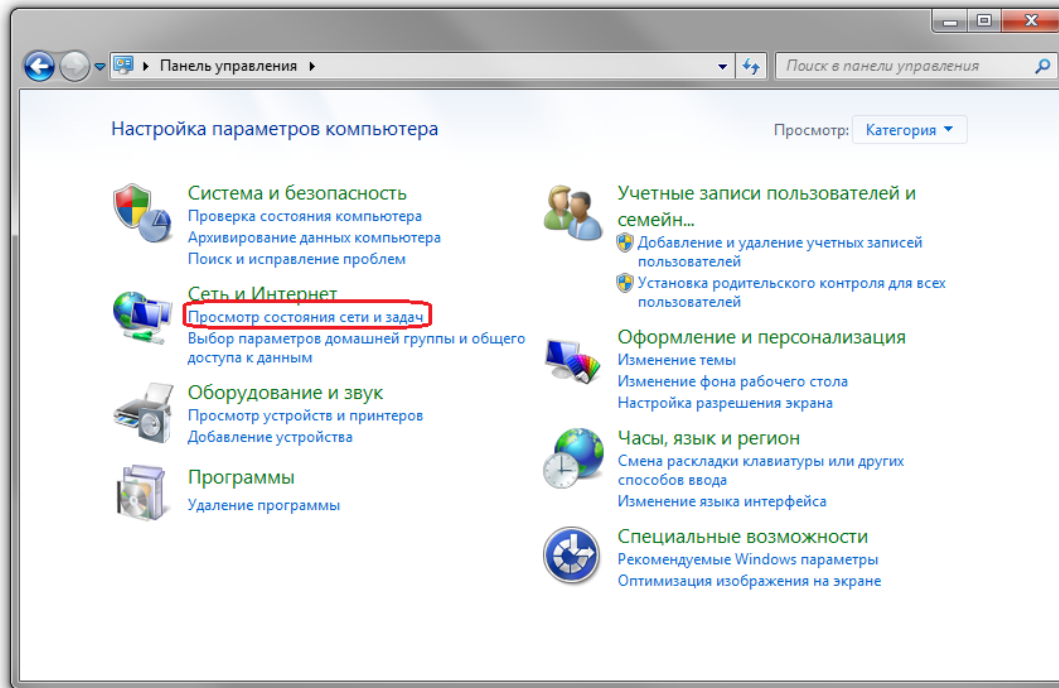 Панель управления
Поиск в панели управления
Настройка параметров компьютера
Просмотр: Категория
Система и безопасность
Проверка состояния компьютера
Архивирование данных компьютера
Поиск и исправление проблем
Сеть и Интернет
Просмотр состояния сети и задач
Выбор параметров домашней группы и общего
доступа к данным
Оборудование и звук
Просмотр устройств и принтеров
Добавление устройства
Программы
Удаление программы
Учетные записи пользователей и
семейн...
Добавление и удаление учетных записей
пользователей
Установка родительского контроля для всех
пользователей
Оформление и персонализация
Изменение темы
Изменение фона рабочего стола
Настройка разрешения экрана
Часы, язык и регион
Смена раскладки клавиатуры или других
способов ввода
Изменение языка интерфейса
Специальные возможности
Рекомендуемые Windows параметры
Оптимизация изображения на экране